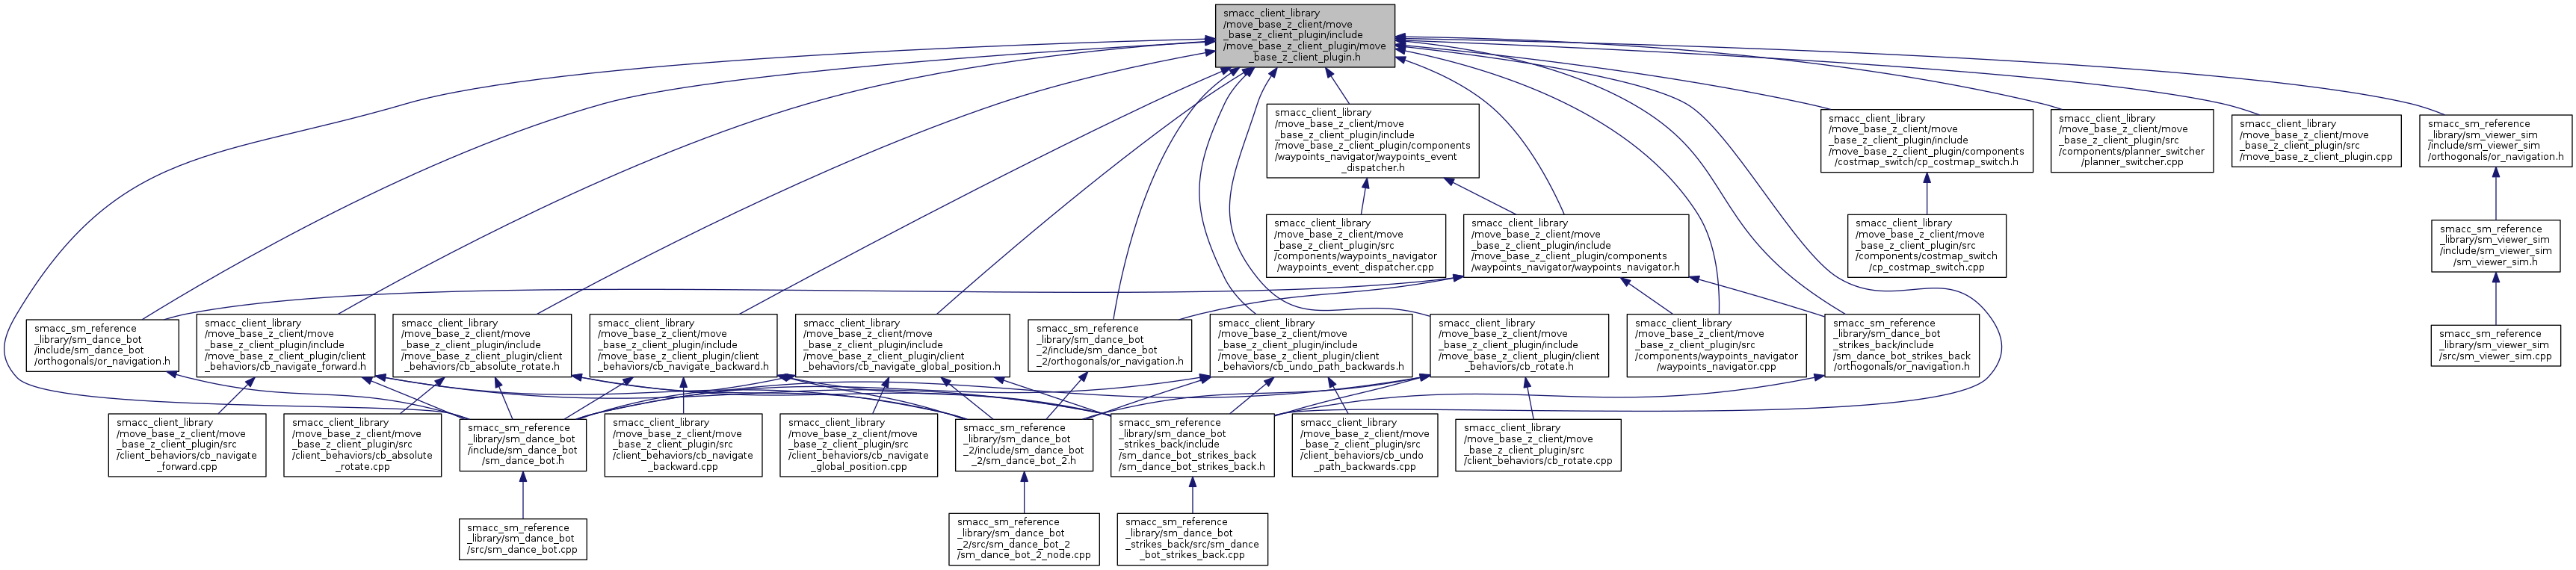 smacc_client_library
/move_base_z_client/move
_base_z_client_plugin/include
/move_base_z_client_plugin/move
_base_z_client_plugin.h
smacc_client_library
/move_base_z_client/move
_base_z_client_plugin/include
/move_base_z_client_plugin/components
/waypoints_navigator/waypoints_event
_dispatcher.h
smacc_client_library
/move_base_z_client/move
_base_z_client_plugin/include
/move_base_z_client_plugin/components
/costmap_switch/cp_costmap_switch.h
smacc_client_library
/move_base_z_client/move
_base_z_client_plugin/src
/components/planner_switcher
/planner_switcher.cpp
smacc_client_library
/move_base_z_client/move
_base_z_client_plugin/src
/move_base_z_client_plugin.cpp
smacc_sm_reference
_library/sm_viewer_sim
/include/sm_viewer_sim
/orthogonals/or_navigation.h
smacc_client_library
/move_base_z_client/move
_base_z_client_plugin/src
/components/waypoints_navigator
/waypoints_event_dispatcher.cpp
smacc_client_library
/move_base_z_client/move
_base_z_client_plugin/include
/move_base_z_client_plugin/components
/waypoints_navigator/waypoints_navigator.h
smacc_client_library
/move_base_z_client/move
_base_z_client_plugin/src
/components/costmap_switch
/cp_costmap_switch.cpp
smacc_sm_reference
_library/sm_viewer_sim
/include/sm_viewer_sim
/sm_viewer_sim.h
smacc_sm_reference
_library/sm_dance_bot
/include/sm_dance_bot
/orthogonals/or_navigation.h
smacc_client_library
/move_base_z_client/move
_base_z_client_plugin/include
/move_base_z_client_plugin/client
_behaviors/cb_navigate_forward.h
smacc_client_library
/move_base_z_client/move
_base_z_client_plugin/include
/move_base_z_client_plugin/client
_behaviors/cb_absolute_rotate.h
smacc_client_library
/move_base_z_client/move
_base_z_client_plugin/include
/move_base_z_client_plugin/client
_behaviors/cb_navigate_backward.h
smacc_client_library
/move_base_z_client/move
_base_z_client_plugin/include
/move_base_z_client_plugin/client
_behaviors/cb_navigate_global_position.h
smacc_sm_reference
_library/sm_dance_bot
_2/include/sm_dance_bot
_2/orthogonals/or_navigation.h
smacc_client_library
/move_base_z_client/move
_base_z_client_plugin/include
/move_base_z_client_plugin/client
_behaviors/cb_undo_path_backwards.h
smacc_client_library
/move_base_z_client/move
_base_z_client_plugin/include
/move_base_z_client_plugin/client
_behaviors/cb_rotate.h
smacc_client_library
/move_base_z_client/move
_base_z_client_plugin/src
/components/waypoints_navigator
/waypoints_navigator.cpp
smacc_sm_reference
_library/sm_dance_bot
_strikes_back/include
/sm_dance_bot_strikes_back
/orthogonals/or_navigation.h
smacc_sm_reference
_library/sm_viewer_sim
/src/sm_viewer_sim.cpp
smacc_client_library
/move_base_z_client/move
_base_z_client_plugin/src
/client_behaviors/cb_navigate
_forward.cpp
smacc_client_library
/move_base_z_client/move
_base_z_client_plugin/src
/client_behaviors/cb_absolute
_rotate.cpp
smacc_sm_reference
_library/sm_dance_bot
/include/sm_dance_bot
/sm_dance_bot.h
smacc_client_library
/move_base_z_client/move
_base_z_client_plugin/src
/client_behaviors/cb_navigate
_backward.cpp
smacc_client_library
/move_base_z_client/move
_base_z_client_plugin/src
/client_behaviors/cb_navigate
_global_position.cpp
smacc_sm_reference
_library/sm_dance_bot
_2/include/sm_dance_bot
_2/sm_dance_bot_2.h
smacc_sm_reference
_library/sm_dance_bot
_strikes_back/include
/sm_dance_bot_strikes_back
/sm_dance_bot_strikes_back.h
smacc_client_library
/move_base_z_client/move
_base_z_client_plugin/src
/client_behaviors/cb_undo
_path_backwards.cpp
smacc_client_library
/move_base_z_client/move
_base_z_client_plugin/src
/client_behaviors/cb_rotate.cpp
smacc_sm_reference
_library/sm_dance_bot
/src/sm_dance_bot.cpp
smacc_sm_reference
_library/sm_dance_bot
_2/src/sm_dance_bot_2
/sm_dance_bot_2_node.cpp
smacc_sm_reference
_library/sm_dance_bot
_strikes_back/src/sm_dance
_bot_strikes_back.cpp